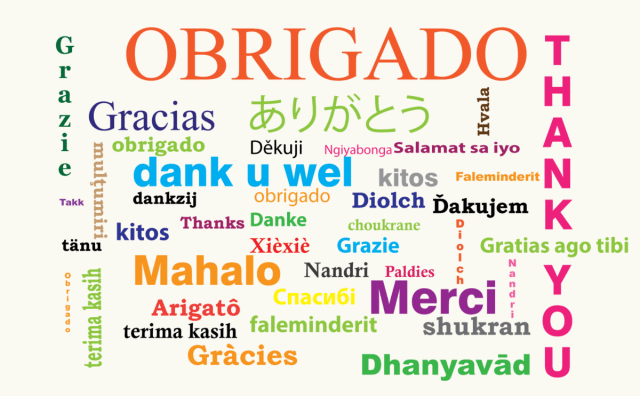 OBRIGADO
THANK YOU
Grazie
Gracias
ありがとう
Hvala
obrigado
Děkuji
Ngiyabonga
Salamat sa iyo
multumiri
dank u wel
kitos
Faleminderit
Takk
dankzij
obrigado
Diolch
Ďakujem
tänu
kitos
Thanks
Danke
choukrane
Diolch
Xièxiè
Grazie
Gratias ago tibi
Obrigado
terima kasih
Mahalo
Nandri
Paldies
Nandri
Спасибі
Merci
Arigatô
terima kasih
faleminderit
shukran
Gràcies
Dhanyavād